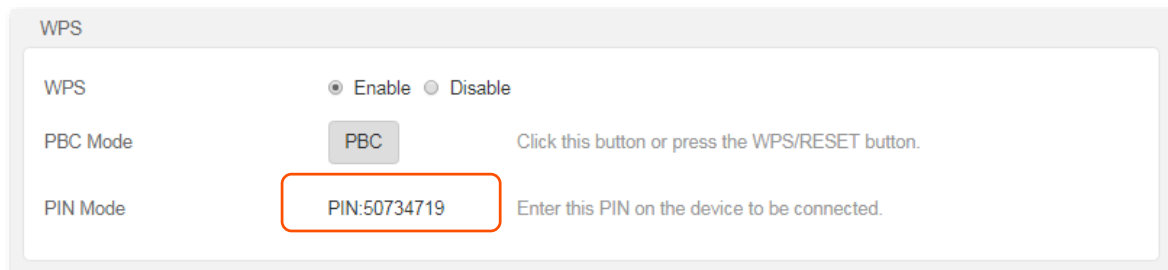 WPS
WPS Enable Disable
PBC Mode PBC Click this button or press the WPS/RESET button.
PIN Mode PIN:50734719 Enter this PIN on the device to be connected.